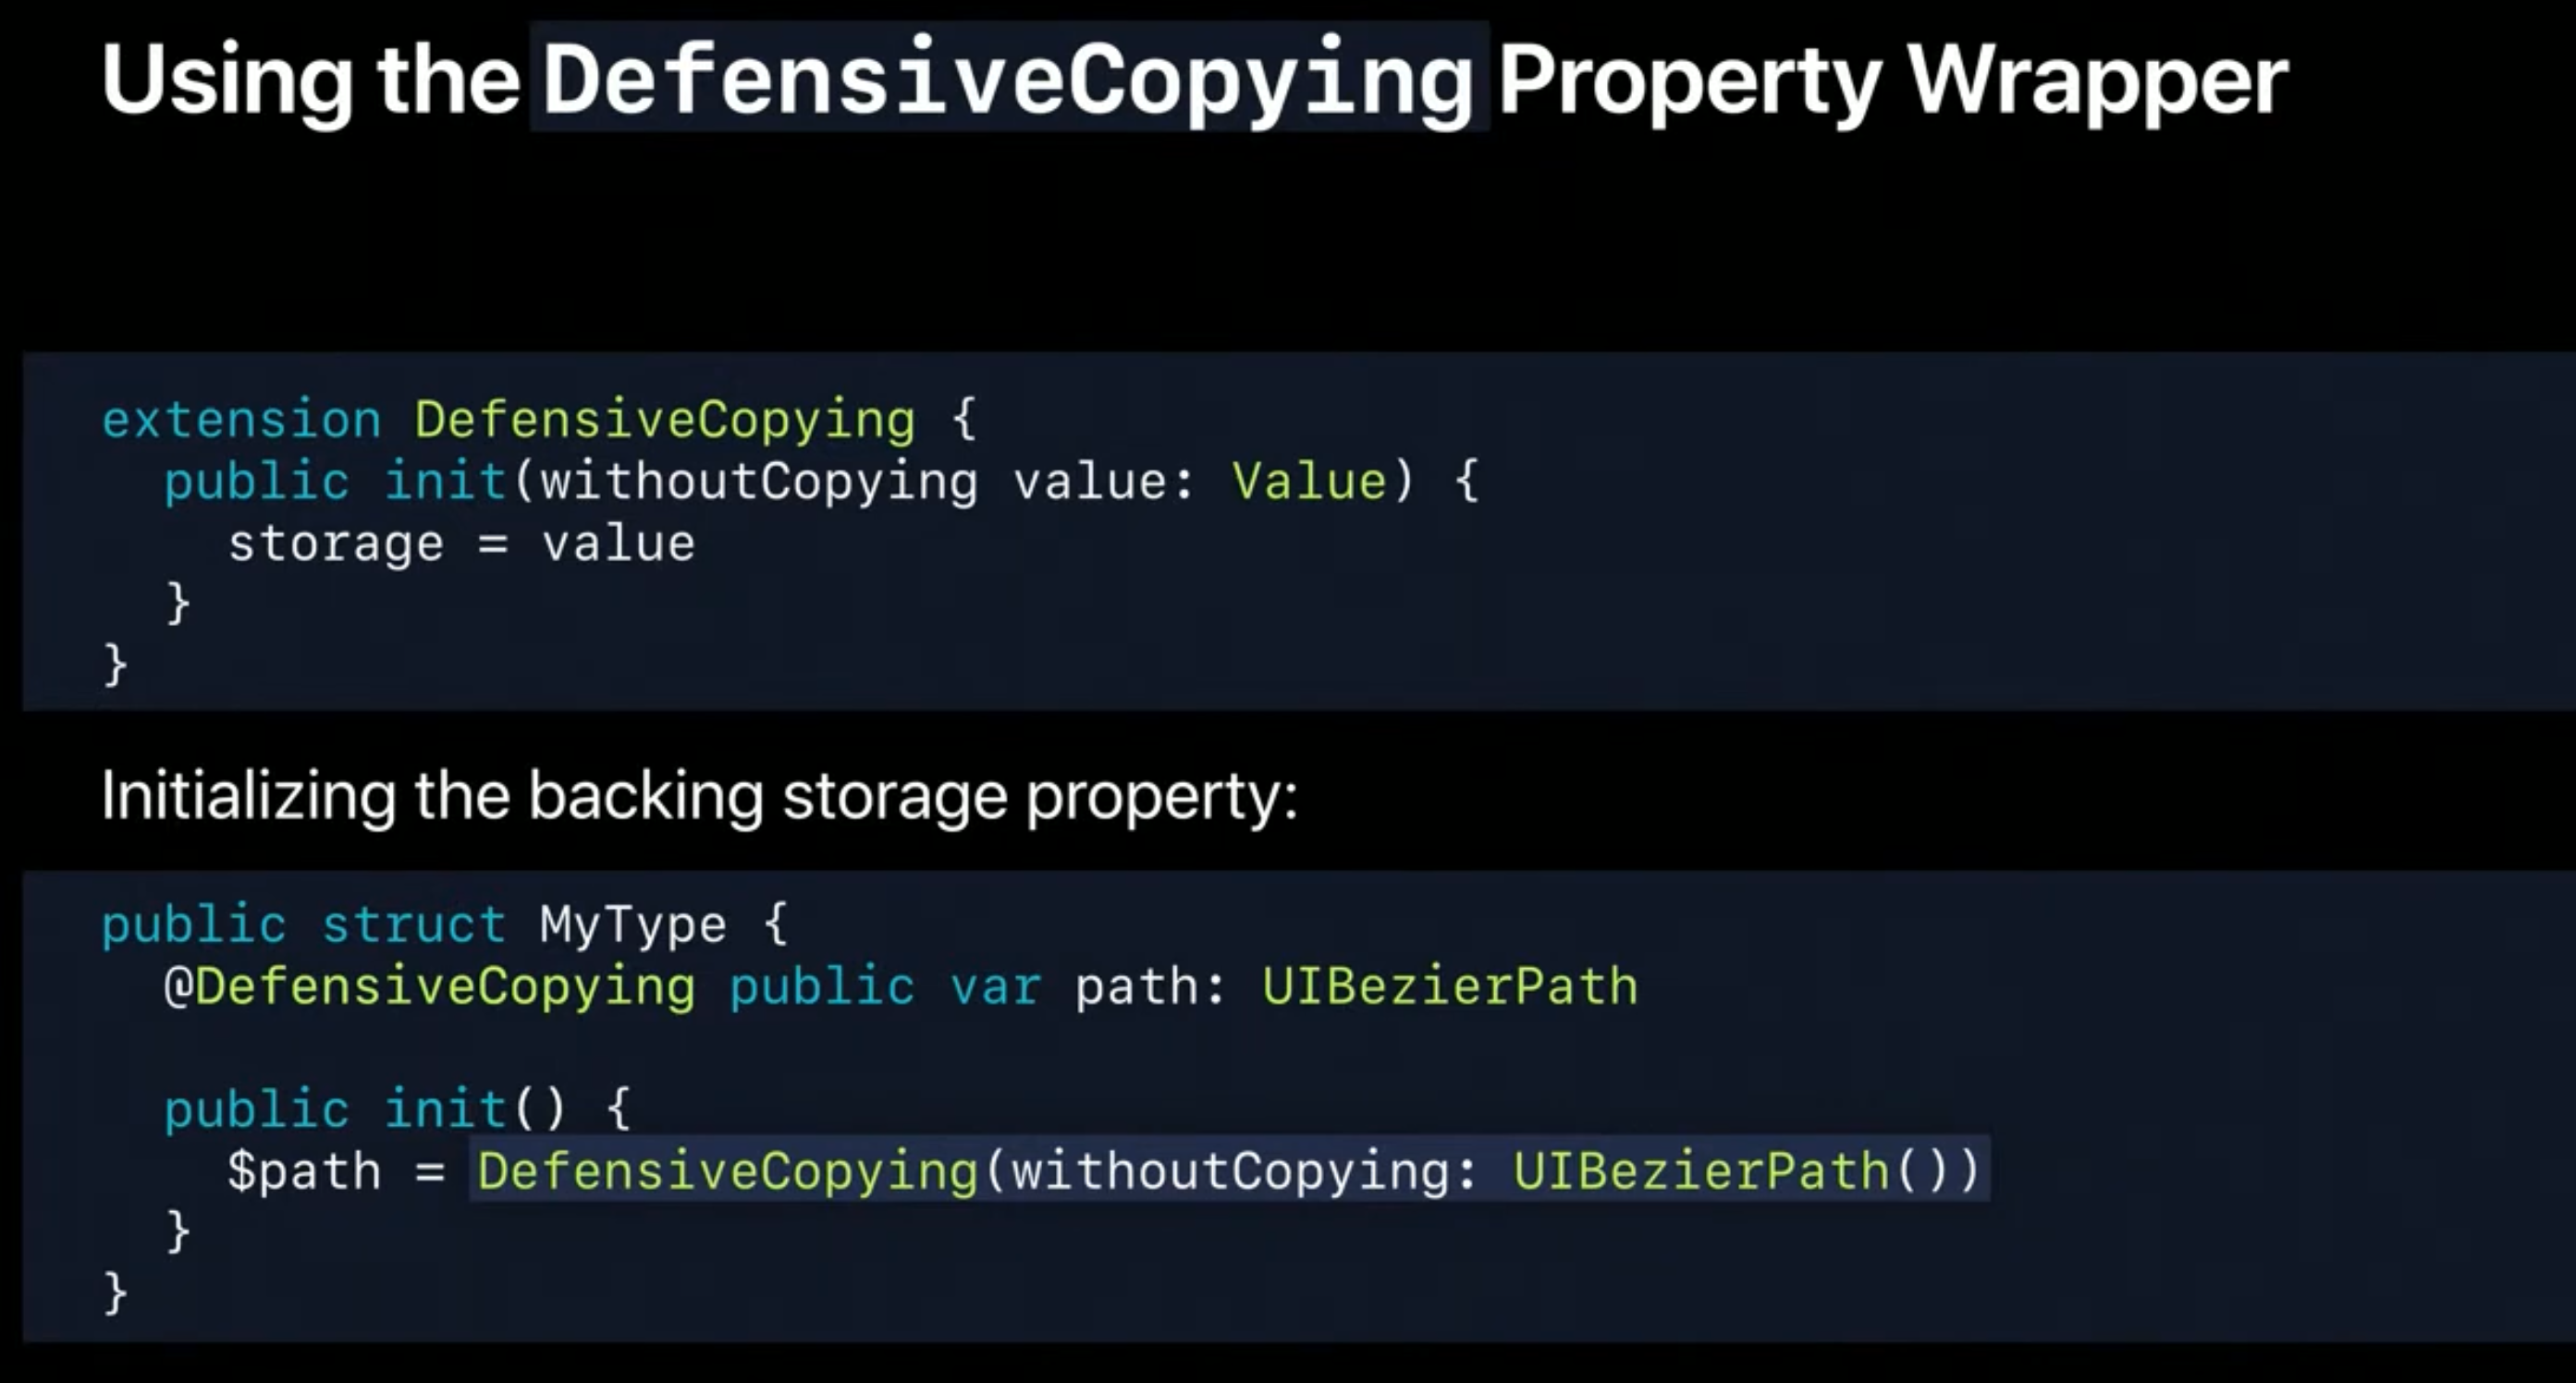 Using the DefensiveCopying Property Wrapper
extension DefensiveCopying {
  public init(withoutCopying value: Value) {
    storage = value
  }
}
Initializing the backing storage property:
public struct MyType {
  @DefensiveCopying public var path: UIBezierPath
  public init() {
    $path = DefensiveCopying(withoutCopying: UIBezierPath())
  }
}